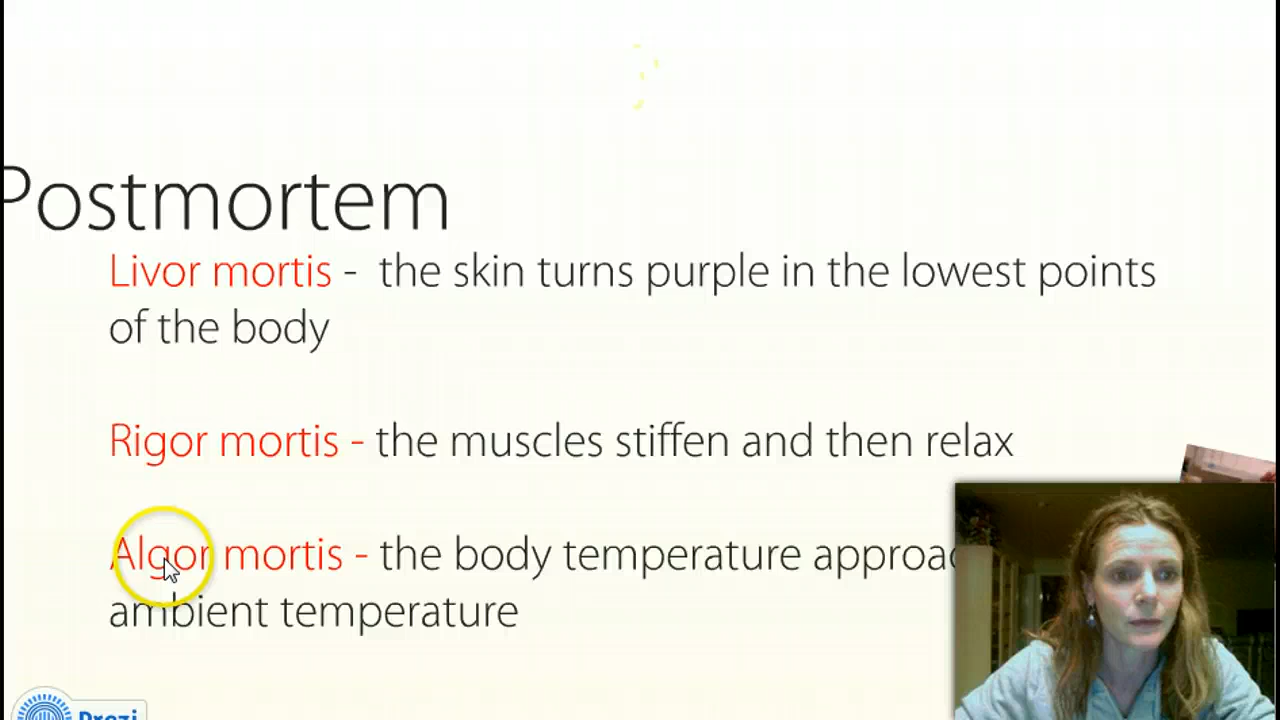 Postmortem
Livor mortis - the skin turns purple in the lowest points
of the body
Rigor mortis - the muscles stiffen and then relax
Algor mortis - the body temperature
ambient temperature
Prezi